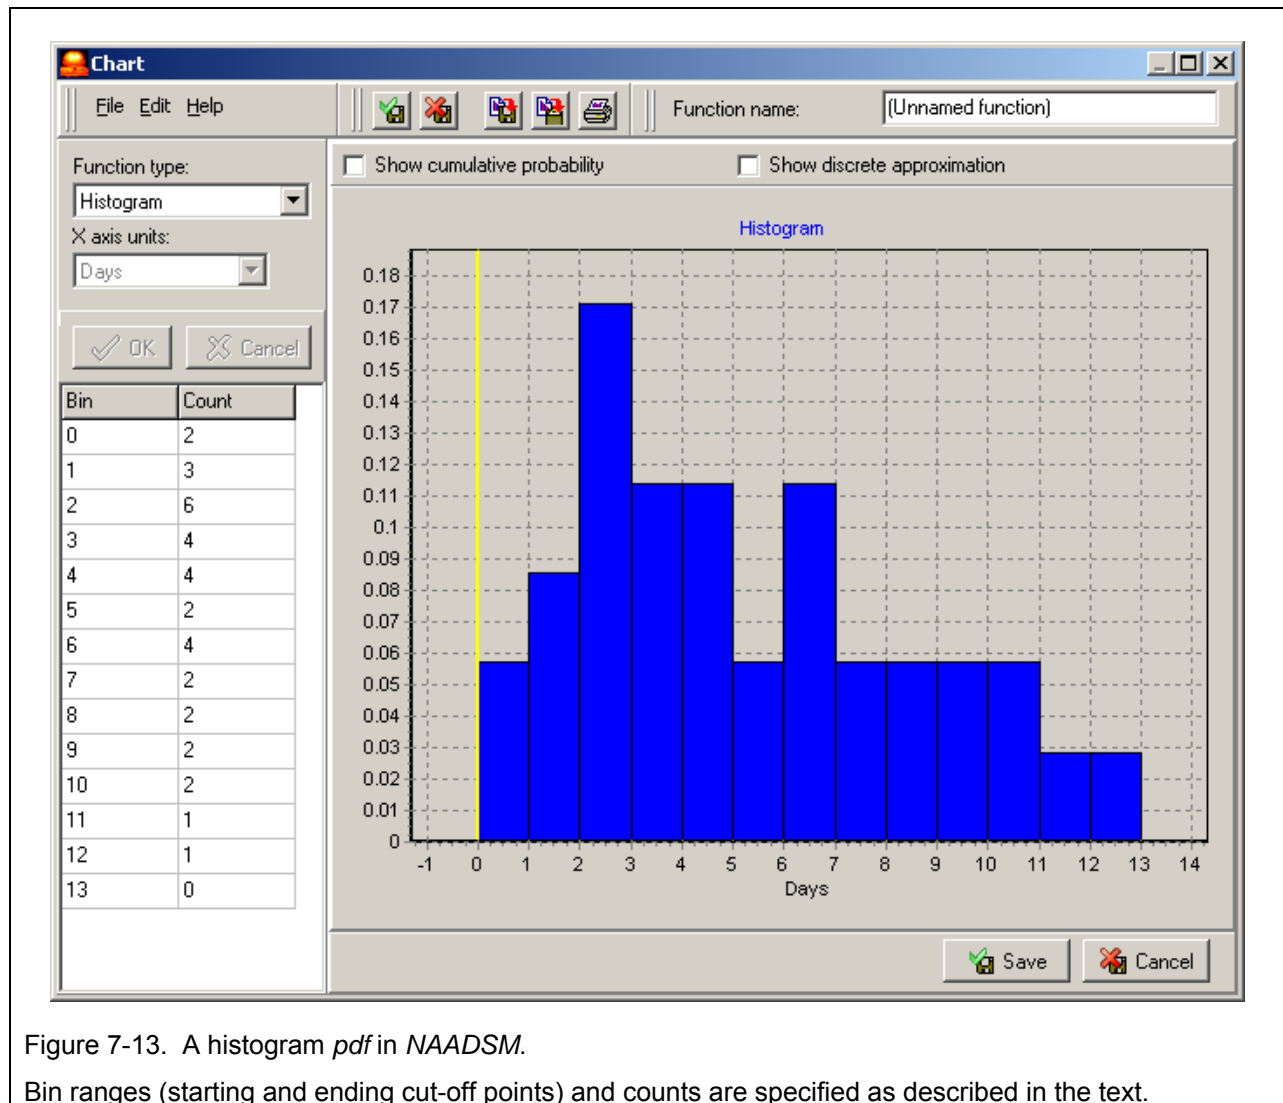 Chart
File Edit Help
Function name: (Unnamed function)
Function type:
Histogram
X axis units:
Days
OK Cancel
Show cumulative probability Show discrete approximation
Bin Count
0 2
1 3
2 6
3 4
4 4
5 2
6 4
7 2
8 2
9 2
10 2
11 1
12 1
13 0
Histogram
0.18
0.17
0.16
0.15
0.14
0.13
0.12
0.11
0.1
0.09
0.08
0.07
0.06
0.05
0.04
0.03
0.02
0.01
0
-1 0 1 2 3 4 5 6 7 8 9 10 11 12 13 14
Days
Save Cancel
Figure 7-13. A histogram pdf in NAADSM.
Bin ranges (starting and ending cut-off points) and counts are specified as described in the text.